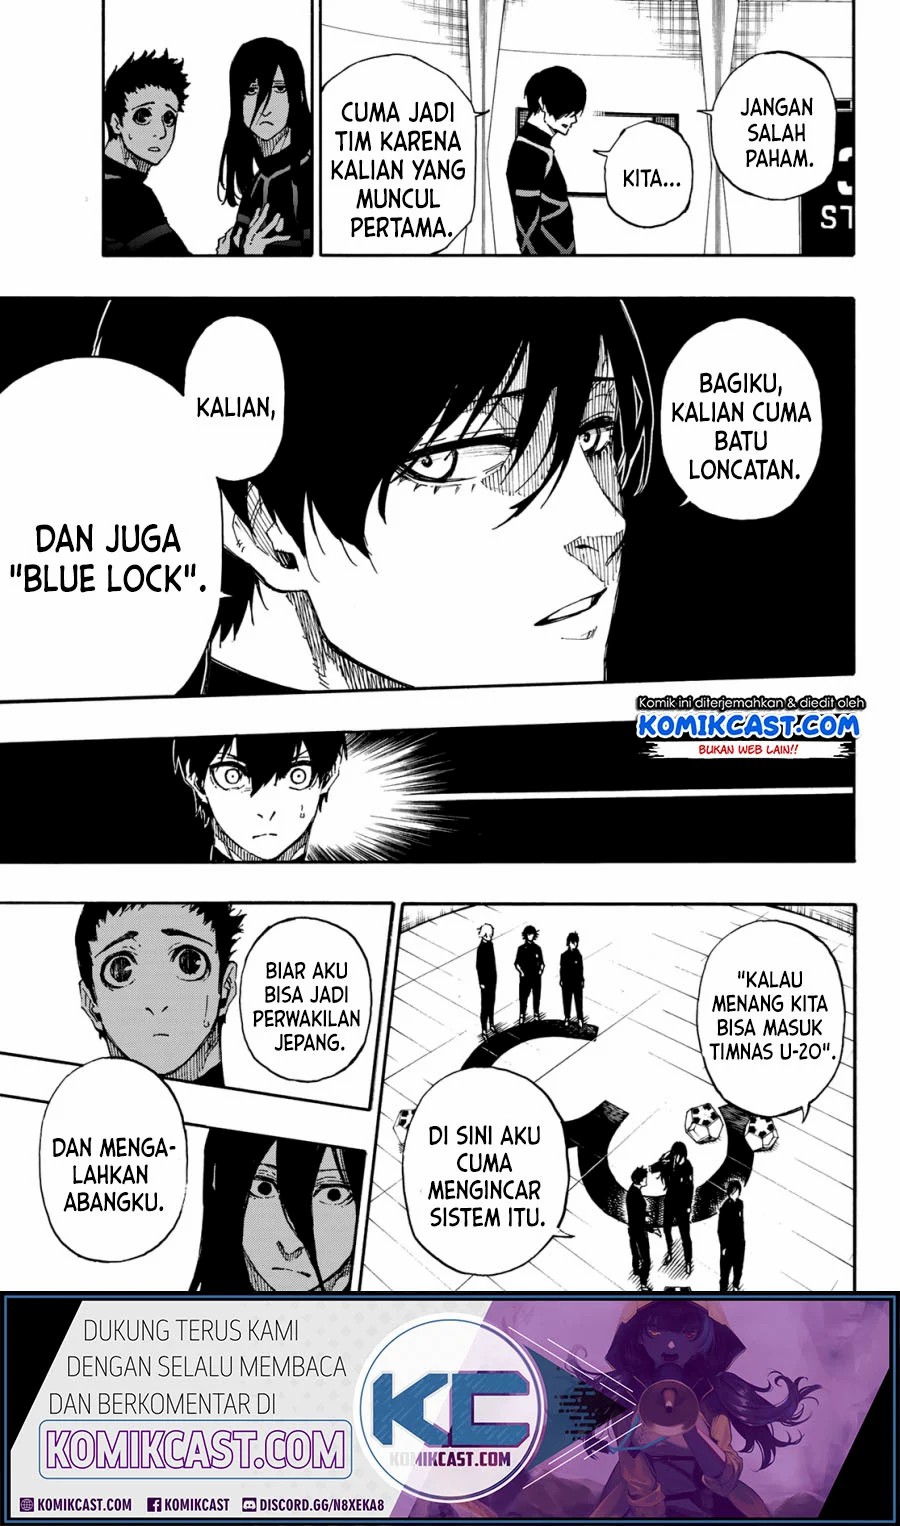 JANGAN
SALAH
PAHAM.
KITA...
CUMA JADI
TIM KARENA
KALIAN YANG
MUNCUL
PERTAMA.
ST
BAGIKU,
KALIAN CUMA
BATU
LONCATAN.
KALIAN,
DAN JUGA
"BLUE LOCK".
Komik ini diterjemahkan & diedit oleh
KOMIKCAST.COM
BUKAN WEB LAIN!!
"KALAU
MENANG KITA
BISA MASUK
TIMNAS U-20".
DI SINI AKU
CUMA
MENGINCAR
SISTEM ITU.
BIAR AKU
BISA JADI
PERWAKILAN
JEPANG.
DAN MENGA-
LAHKAN
ABANGKU.
DUKUNG TERUS KAMI
DENGAN SELALU MEMBACA
DAN BERKOMENTAR DI
KOMIKCAST.COM
KOMIKCAST.COM KOMIKCAST DISCORD.GG/N8XEKA8
KC
KOMIKCAST.COM